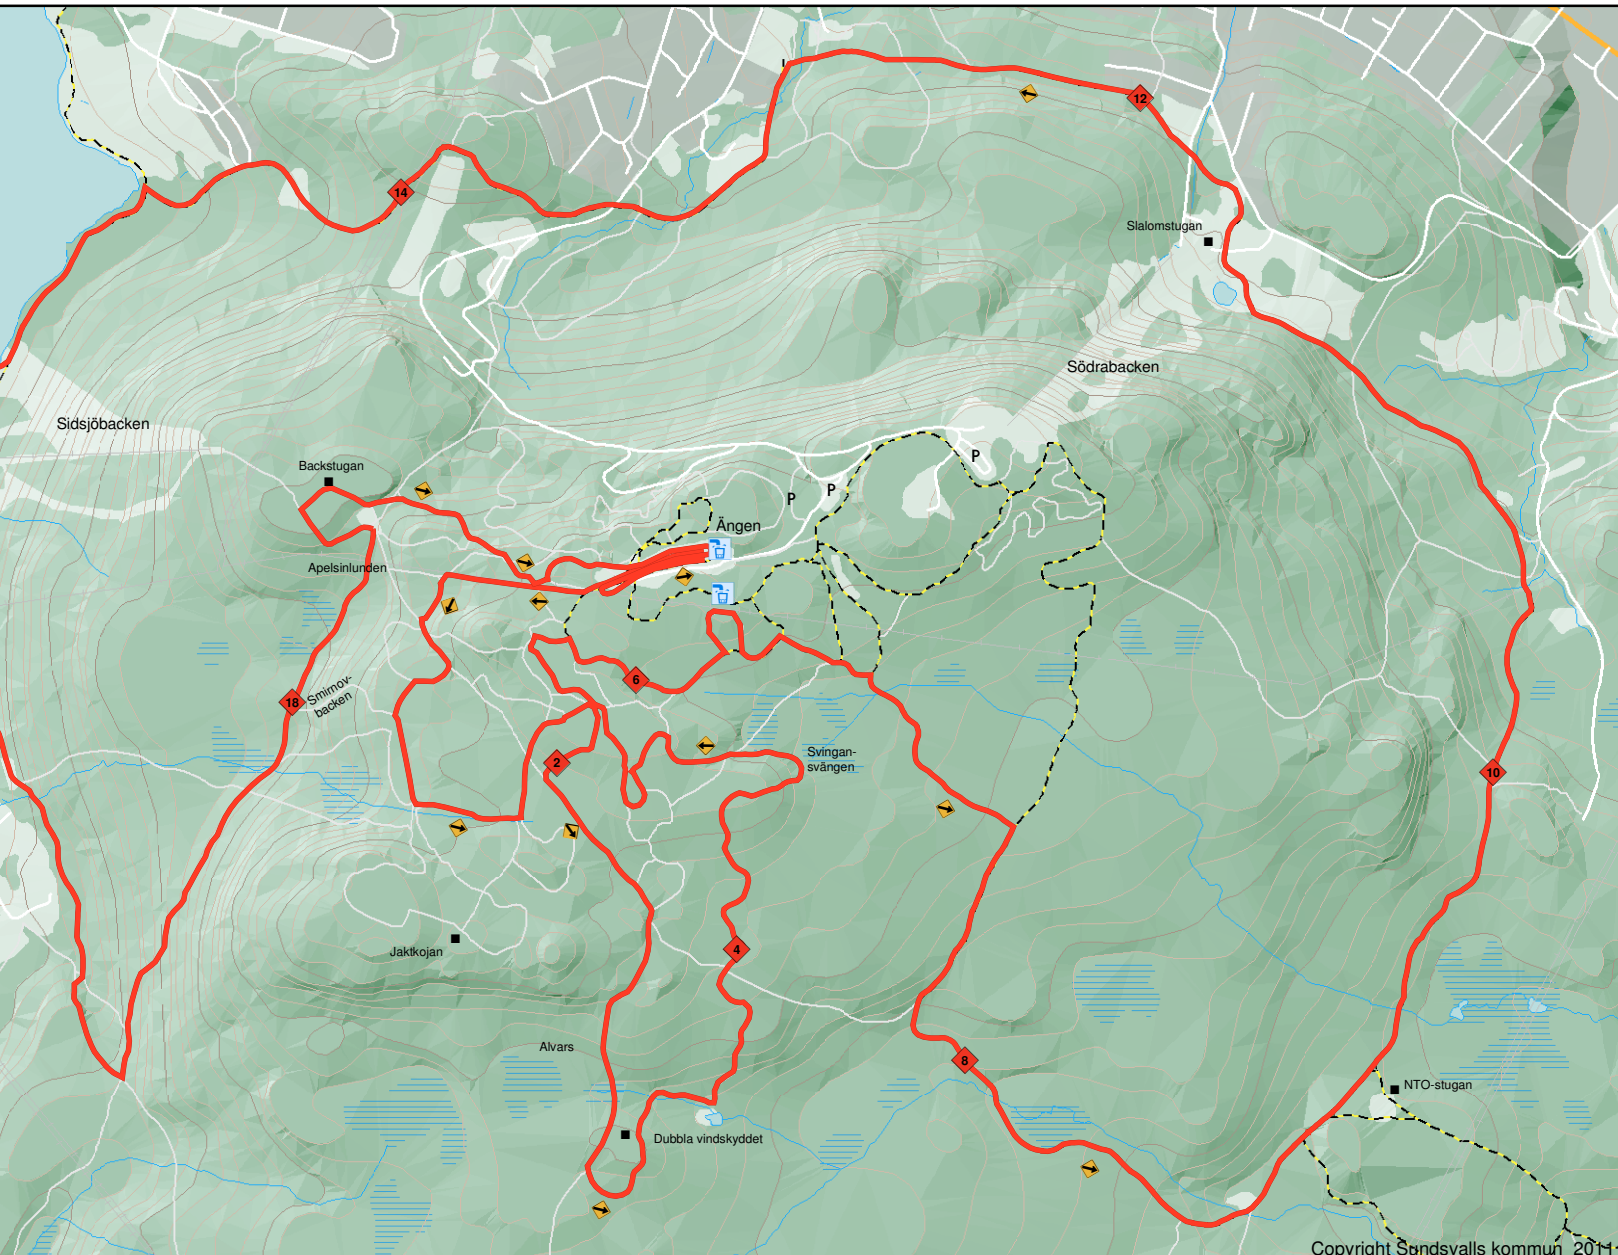 12
14
Slalomstugan
Södrabacken
Sidsjöbacken
P
Backstugan
P
P
Ängen
Apelsinlunden
6
18
Smirnov-
backen
2
Svingan-
svängen
10
4
Jaktkojan
Alvars
8
NTO-stugan
Dubbla vindskyddet
Copyright Sundsvalls kommun 2011